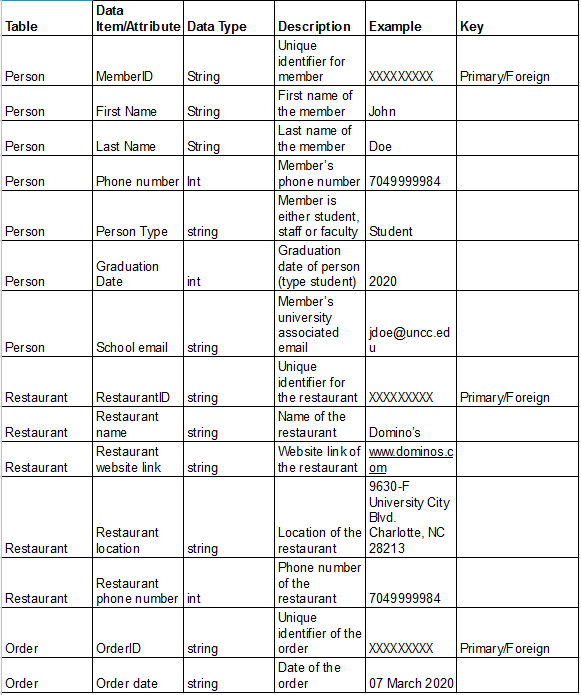 Table | Data Item/Attribute | Data Type | Description | Example | Key
Person | MemberID | String | Unique identifier for member | XXXXXXXXX | Primary/Foreign
Person | First Name | String | First name of the member | John
Person | Last Name | String | Last name of the member | Doe
Person | Phone number | Int | Member's phone number | 7049999984
Person | Person Type | string | Member is either student, staff or faculty | Student
Person | Graduation Date | int | Graduation date of person (type student) | 2020
Person | School email | string | Member's university associated email | jdoe@uncc.edu
Restaurant | RestaurantID | string | Unique identifier for the restaurant | XXXXXXXXX | Primary/Foreign
Restaurant | Restaurant name | string | Name of the restaurant | Domino's
Restaurant | Restaurant website link | string | Website link of the restaurant | www.dominos.com
Restaurant | Restaurant location | string | Location of the restaurant | 9630-F University City Blvd. Charlotte, NC 28213
Restaurant | Restaurant phone number | int | Phone number of the restaurant | 7049999984
Order | OrderID | string | Unique identifier of the order | XXXXXXXXX | Primary/Foreign
Order | Order date | string | Date of the order | 07 March 2020